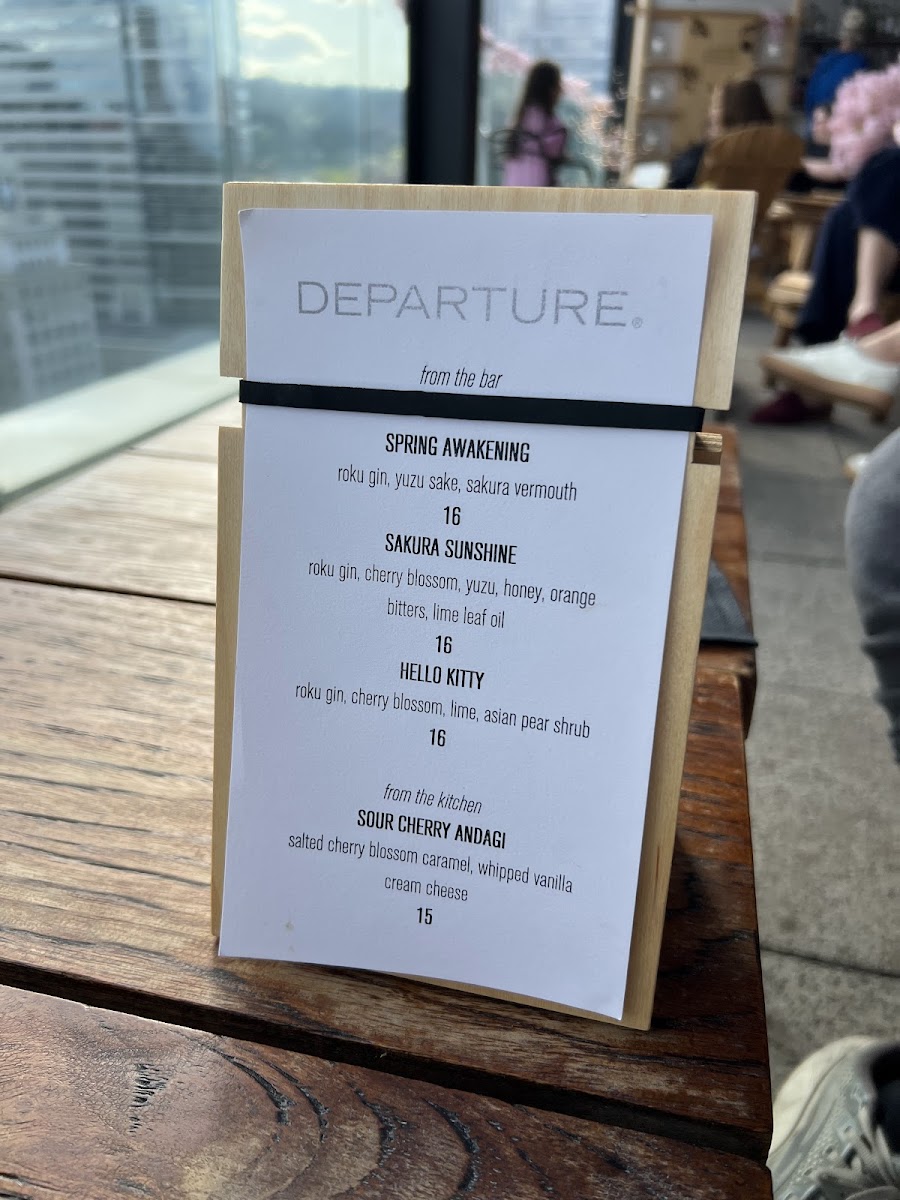 DEPARTURE®
from the bar
SPRING AWAKENING
roku gin, yuzu sake, sakura vermouth
16
SAKURA SUNSHINE
roku gin, cherry blossom, yuzu, honey, orange
bitters, lime leaf oil
16
HELLO KITTY
roku gin, cherry blossom, lime, asian pear shrub
16
from the kitchen
SOUR CHERRY ANDAGI
salted cherry blossom caramel, whipped vanilla
cream cheese
15